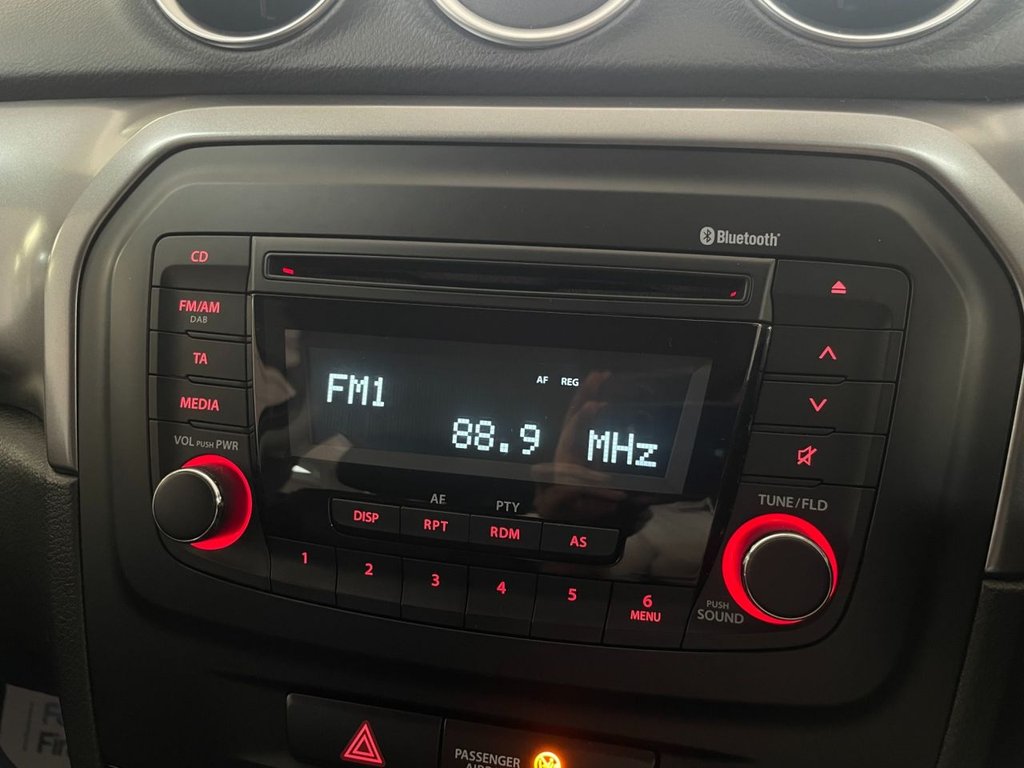 Bluetooth
CD
FM/AM
DAB
TA
MEDIA
VOL PUSH PWR
FM1
AF REG
88.9 MHz
AE
PTY
DISP
RPT
RDM
AS
1
2
3
4
5
6
MENU
TUNE/FLD
PUSH
SOUND
PASSENGER